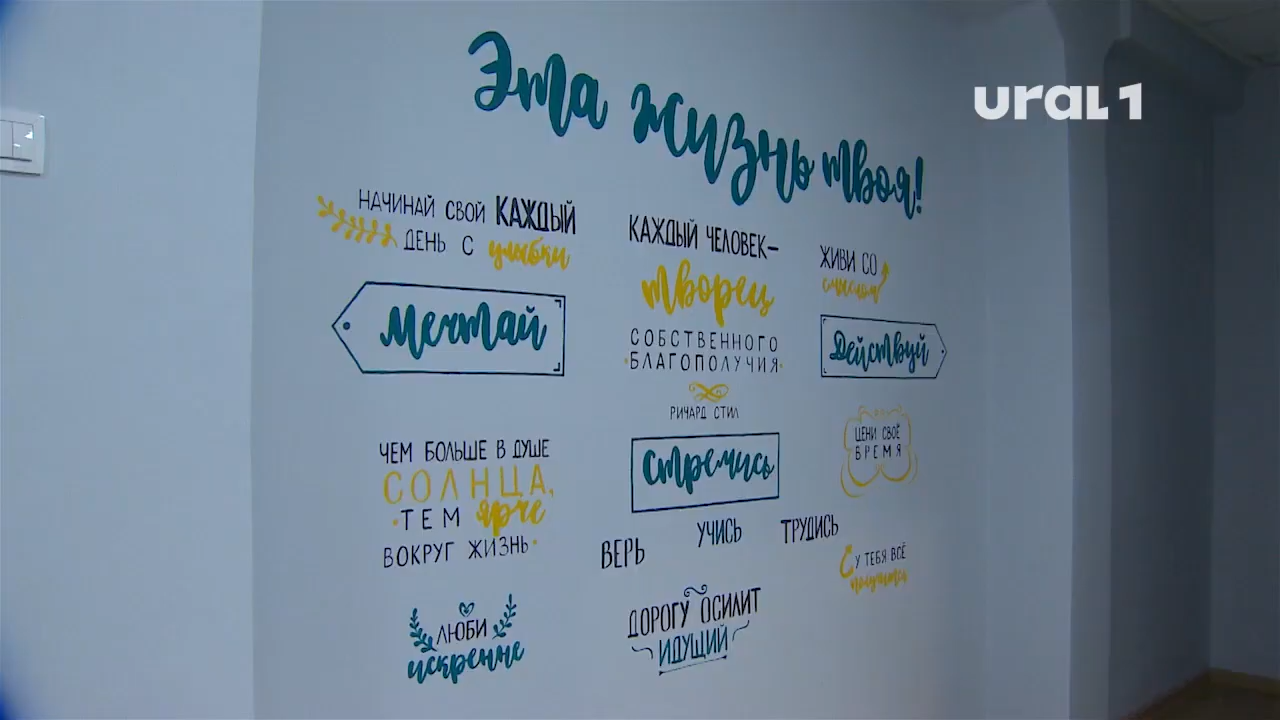 ural 1
Эта жизнь твоя!
НАЧИНАЙ СВОЙ КАЖДЫЙ
ДЕНЬ С улыбки
Мечтай
ЧЕМ БОЛЬШЕ В ДУШЕ
СОЛНЦА,
ТЕМ ярче
ВОКРУГ ЖИЗНЬ
ЛЮБИ
искренне
КАЖДЫЙ ЧЕЛОВЕК–
творец
СОБСТВЕННОГО
БЛАГОПОЛУЧИЯ
РИЧАРД СТИЛ
Стремись
ВЕРЬ
УЧИСЬ
ТРУДИСЬ
ДОРОГУ ОСИЛИТ
ИДУЩИЙ
ЖИВИ СО
смыслом
Действуй
ЦЕНИ СВОЁ
ВРЕМЯ
У ТЕБЯ ВСЁ
получится